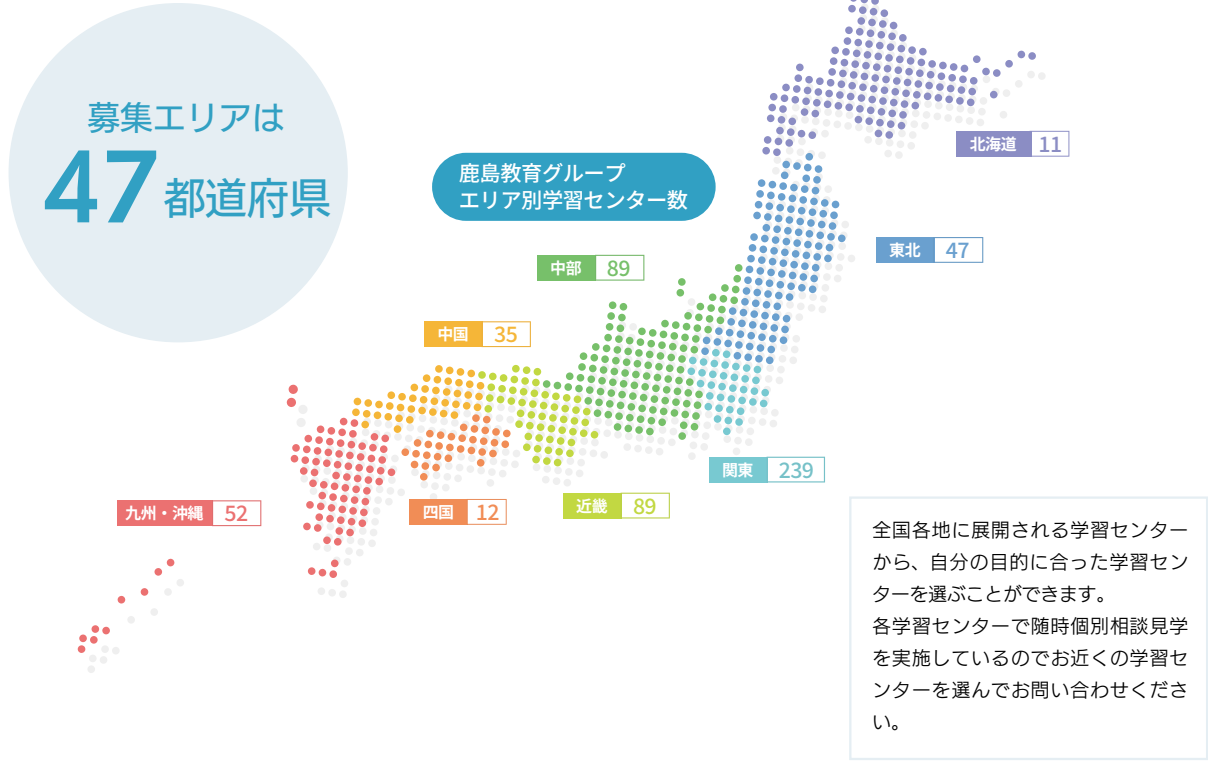 募集エリアは
47都道府県
鹿島教育グループ
エリア別学習センター数
北海道 11
東北 47
中部 89
中国 35
関東 239
近畿 89
四国 12
九州・沖縄 52
全国各地に展開される学習センター
から、自分の目的に合った学習セン
ターを選ぶことができます。
各学習センターで随時個別相談見学
を実施しているのでお近くの学習セ
ンターを選んでお問い合わせくださ
い。